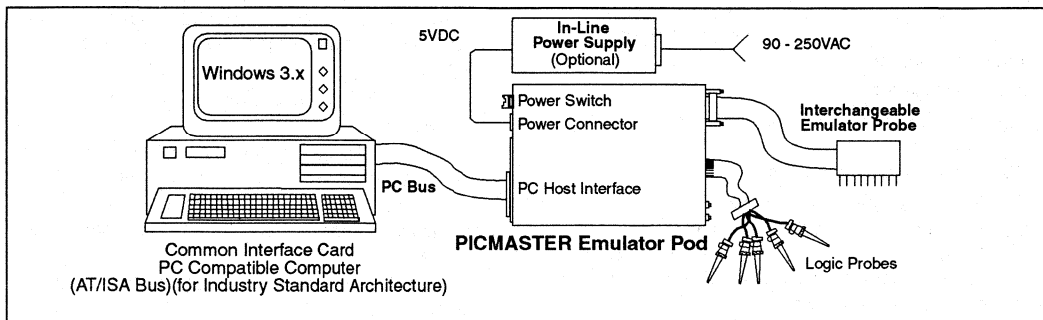 Windows 3.x
5VDC
In-Line
Power Supply
(Optional)
90 - 250VAC
Power Switch
Power Connector
PC Host Interface
PC Bus
Interchangeable
Emulator Probe
PICMASTER Emulator Pod
Logic Probes
Common Interface Card
PC Compatible Computer
(AT/ISA Bus)(for Industry Standard Architecture)